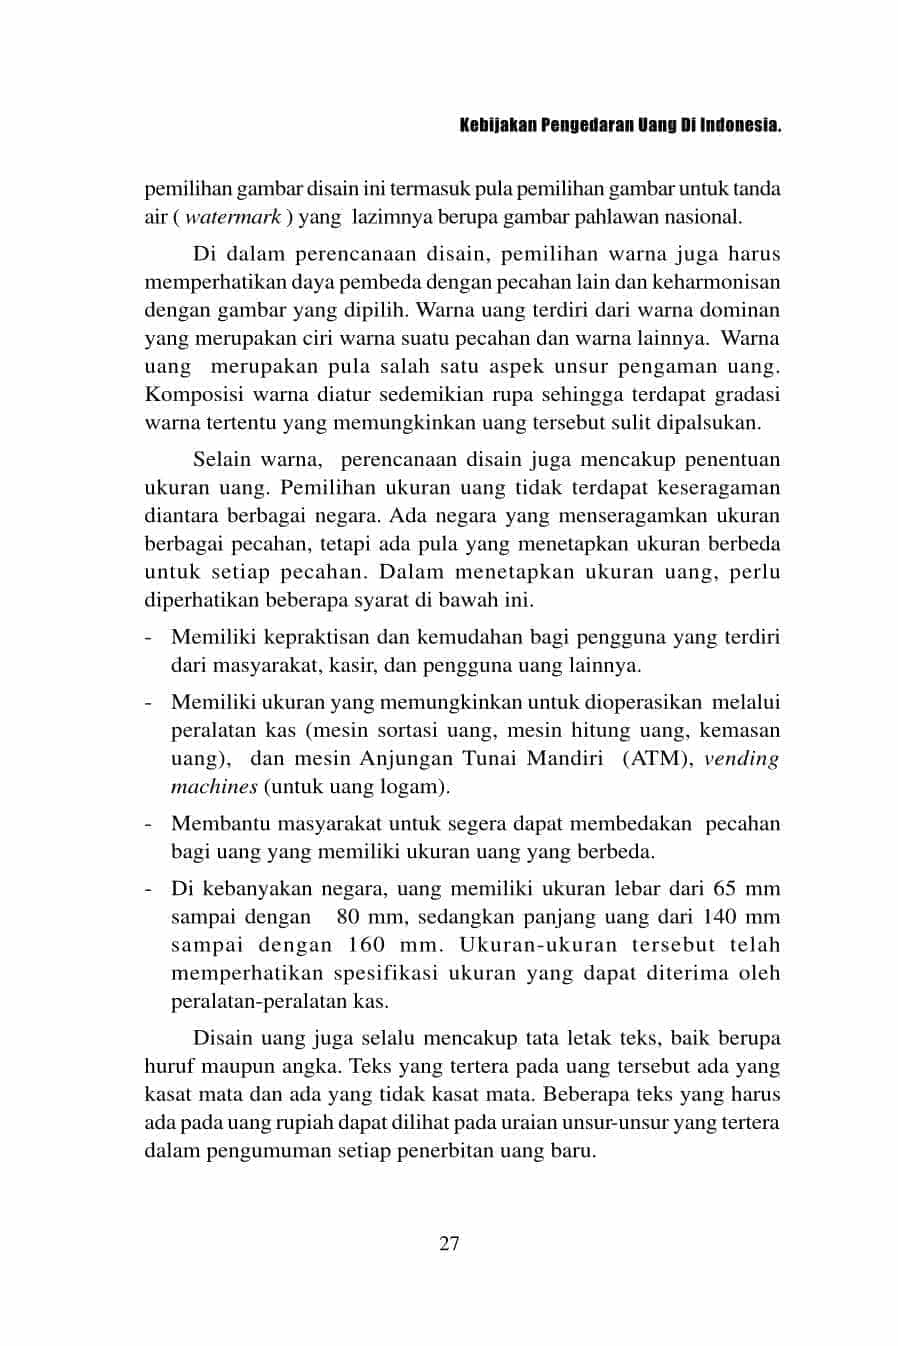 Kebijakan Pengedaran Uang Di Indonesia.
pemilihan gambar disain ini termasuk pula pemilihan gambar untuk tanda
air ( watermark ) yang lazimnya berupa gambar pahlawan nasional.
Di dalam perencanaan disain, pemilihan warna juga harus
memperhatikan daya pembeda dengan pecahan lain dan keharmonisan
dengan gambar yang dipilih. Warna uang terdiri dari warna dominan
yang merupakan ciri warna suatu pecahan dan warna lainnya. Warna
uang merupakan pula salah satu aspek unsur pengaman uang.
Komposisi warna diatur sedemikian rupa sehingga terdapat gradasi
warna tertentu yang memungkinkan uang tersebut sulit dipalsukan.
Selain warna, perencanaan disain juga mencakup penentuan
ukuran uang. Pemilihan ukuran uang tidak terdapat keseragaman
diantara berbagai negara. Ada negara yang menseragamkan ukuran
berbagai pecahan, tetapi ada pula yang menetapkan ukuran berbeda
untuk setiap pecahan. Dalam menetapkan ukuran uang, perlu
diperhatikan beberapa syarat di bawah ini.
- Memiliki kepraktisan dan kemudahan bagi pengguna yang terdiri
dari masyarakat, kasir, dan pengguna uang lainnya.
- Memiliki ukuran yang memungkinkan untuk dioperasikan melalui
peralatan kas (mesin sortasi uang, mesin hitung uang, kemasan
uang), dan mesin Anjungan Tunai Mandiri (ATM), vending
machines (untuk uang logam).
- Membantu masyarakat untuk segera dapat membedakan pecahan
bagi uang yang memiliki ukuran uang yang berbeda.
- Di kebanyakan negara, uang memiliki ukuran lebar dari 65 mm
sampai dengan 80 mm, sedangkan panjang uang dari 140 mm
sampai dengan 160 mm. Ukuran-ukuran tersebut telah
memperhatikan spesifikasi ukuran yang dapat diterima oleh
peralatan-peralatan kas.
Disain uang juga selalu mencakup tata letak teks, baik berupa
huruf maupun angka. Teks yang tertera pada uang tersebut ada yang
kasat mata dan ada yang tidak kasat mata. Beberapa teks yang harus
ada pada uang rupiah dapat dilihat pada uraian unsur-unsur yang tertera
dalam pengumuman setiap penerbitan uang baru.
27